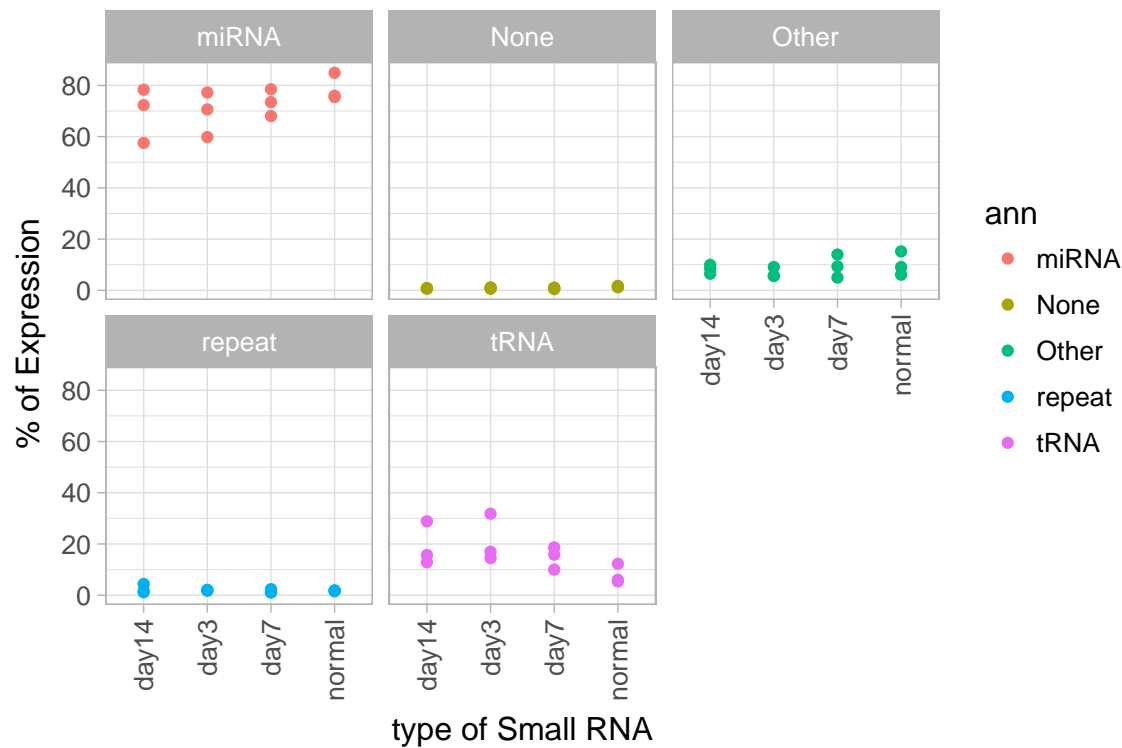 miRNA
None
Other
80
60
40
20
0
% of Expression
day14
day3
day7
normal
repeat
tRNA
80
60
40
20
0
day14
day3
day7
normal
day14
day3
day7
normal
type of Small RNA
ann
miRNA
None
Other
repeat
tRNA